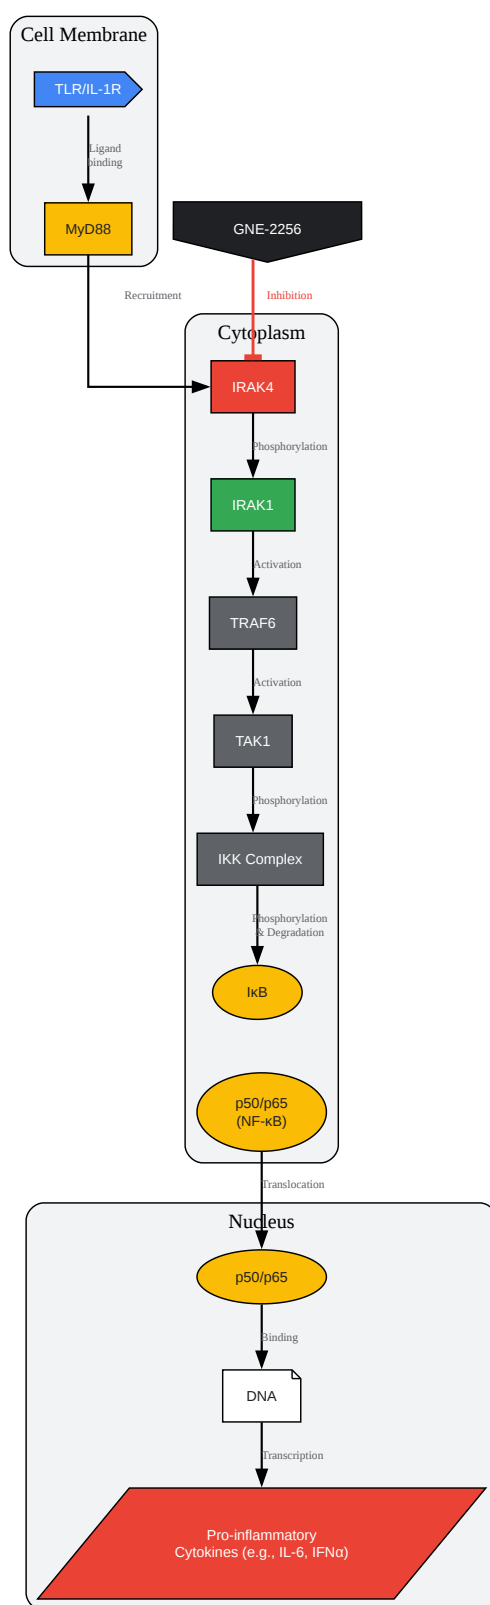 Cell Membrane
TLR/IL-1R
Ligand
binding
MyD88
GNE-2256
Recruitment
Inhibition
Cytoplasm
IRAK4
Phosphorylation
IRAK1
Activation
TRAF6
Activation
TAK1
Phosphorylation
IKK Complex
Phosphorylation
& Degradation
IκB
p50/p65
(NF-κB)
Translocation
Nucleus
p50/p65
Binding
DNA
Transcription
Pro-inflammatory
Cytokines (e.g., IL-6, IFNα)